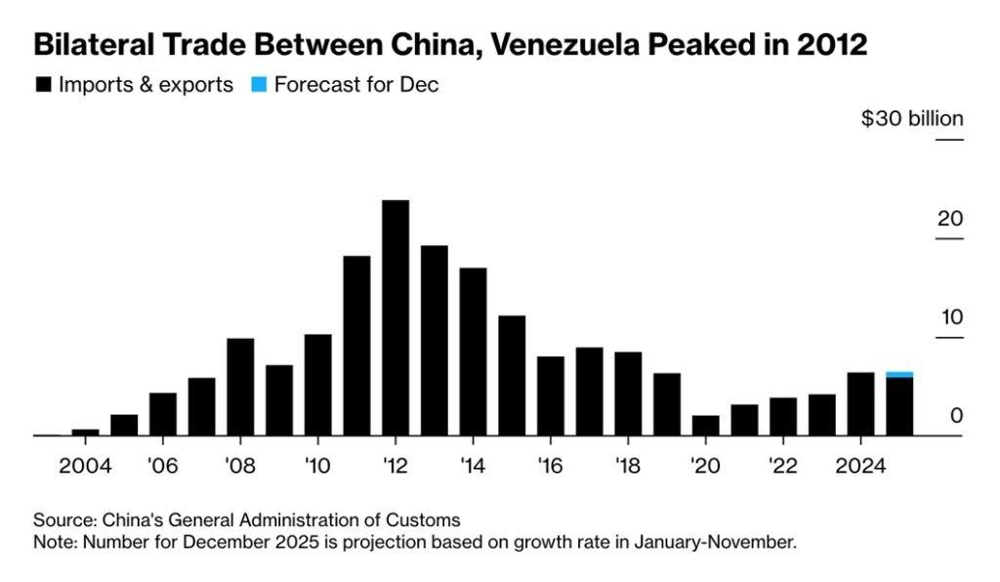 Bilateral Trade Between China, Venezuela Peaked in 2012
Imports & exports Forecast for Dec
$30 billion
20
10
0
2004 '06 '08 '10 '12 '14 '16 '18 '20 '22 2024
Source: China's General Administration of Customs
Note: Number for December 2025 is projection based on growth rate in January-November.